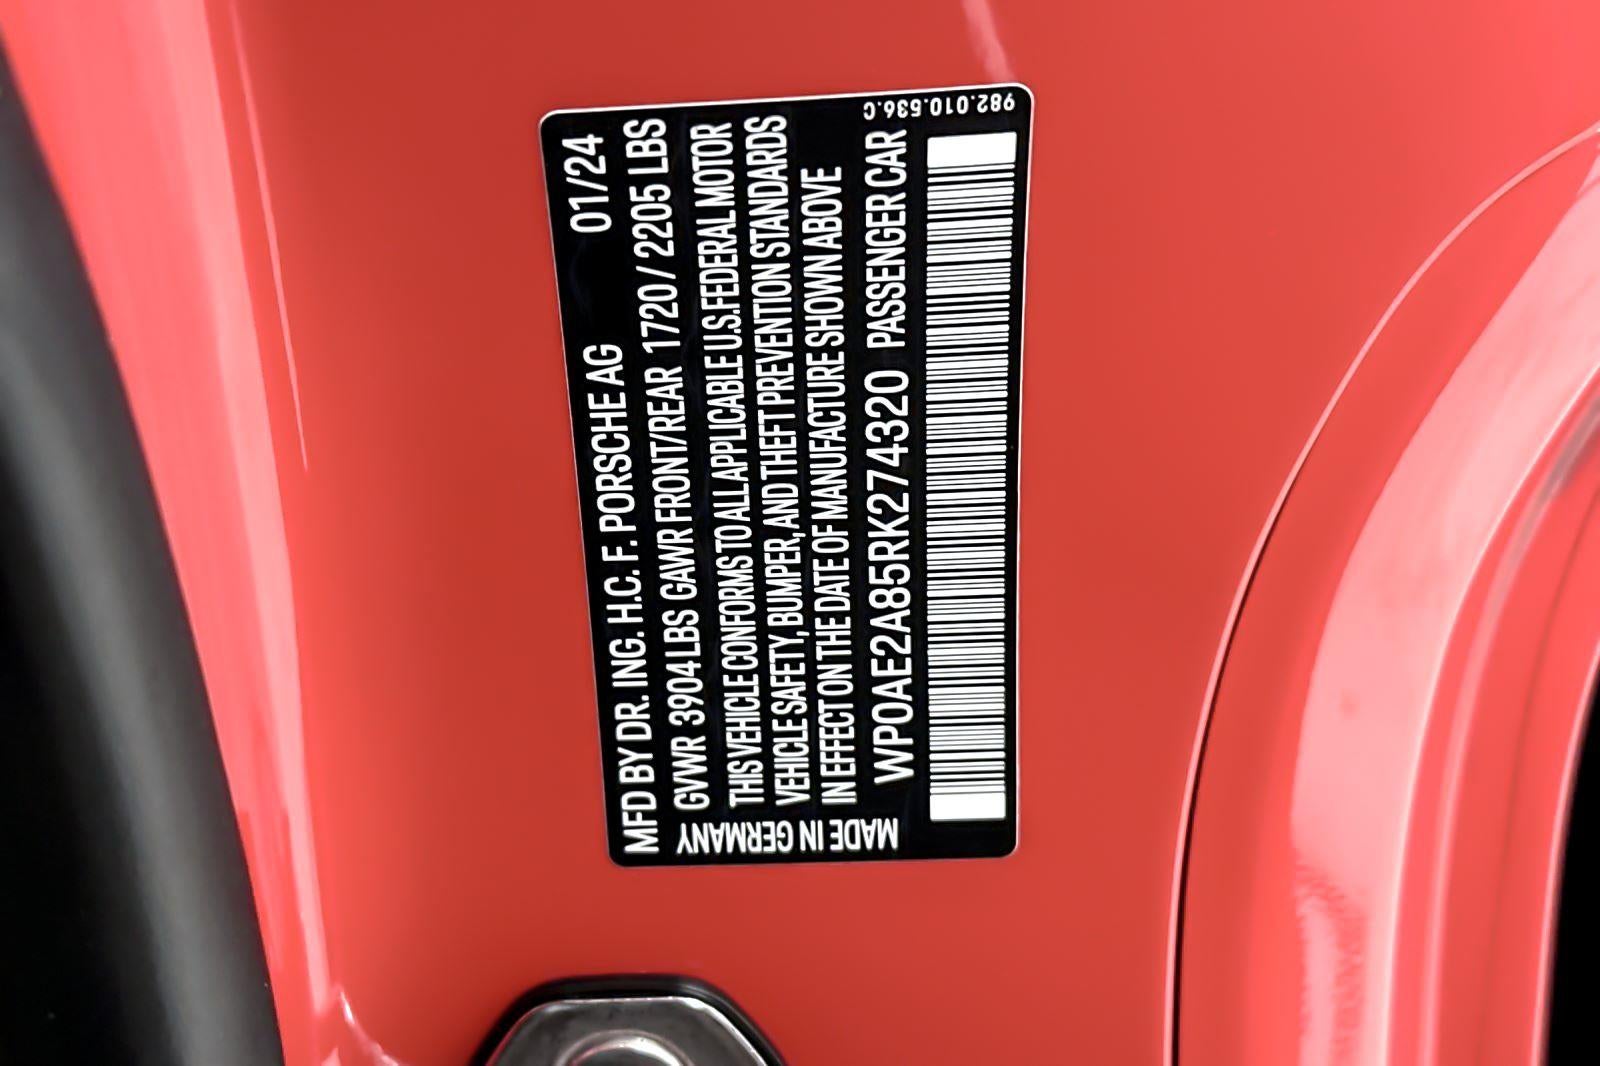 MFD BY DR. ING. H.C. F. PORSCHE AG 01/24
GVWR 3904 LBS GAWR FRONT/REAR 1720 / 2205 LBS
THIS VEHICLE CONFORMS TO ALL APPLICABLE U.S. FEDERAL MOTOR
VEHICLE SAFETY, BUMPER, AND THEFT PREVENTION STANDARDS
IN EFFECT ON THE DATE OF MANUFACTURE SHOWN ABOVE
WP0AE2A85RK274320 PASSENGER CAR
MADE IN GERMANY
982.010.536.C